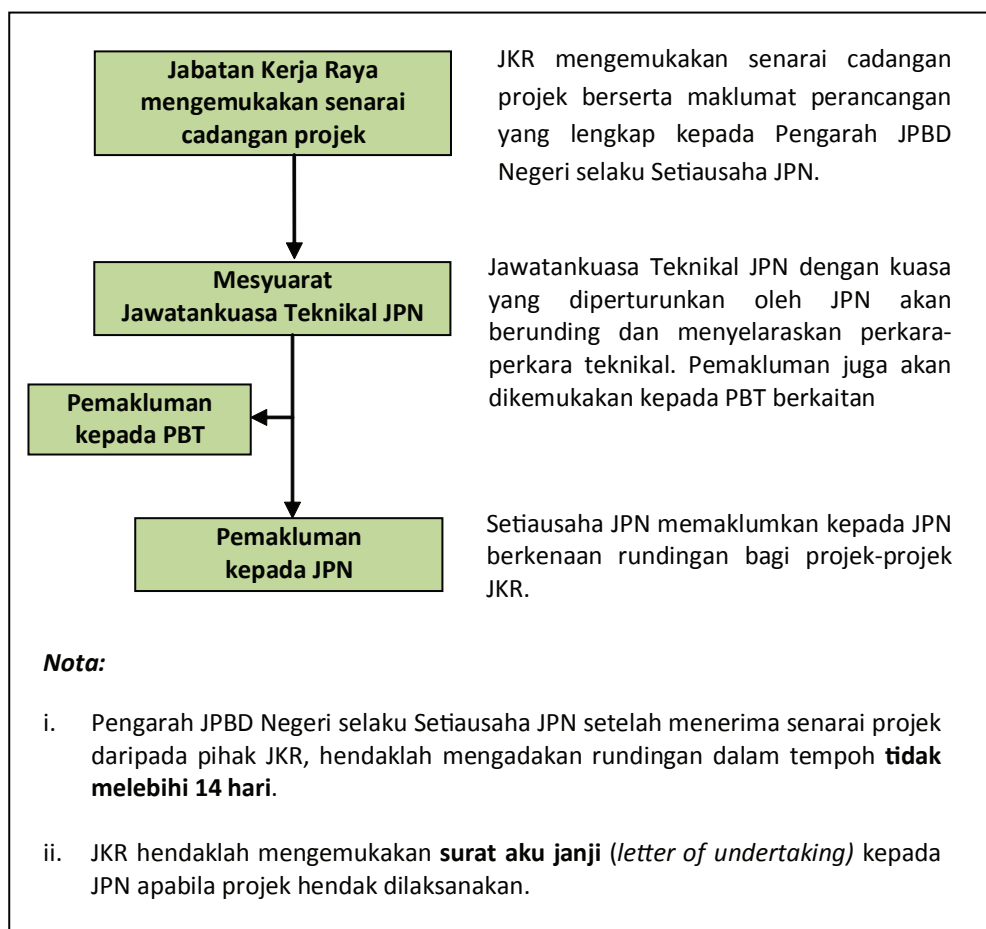 Jabatan Kerja Raya
mengemukakan senarai
cadangan projek
JKR mengemukakan senarai cadangan
projek berserta maklumat perancangan
yang lengkap kepada Pengarah JPBD
Negeri selaku Setiausaha JPN.
Mesyuarat
Jawatankuasa Teknikal JPN
Jawatankuasa Teknikal JPN dengan kuasa
yang diperturunkan oleh JPN akan
berunding dan menyelaraskan perkara-
perkara teknikal. Pemakluman juga akan
dikemukakan kepada PBT berkaitan
Pemakluman
kepada PBT
Pemakluman
kepada JPN
Setiausaha JPN memaklumkan kepada JPN
berkenaan rundingan bagi projek-projek
JKR.
Nota:
i. Pengarah JPBD Negeri selaku Setiausaha JPN setelah menerima senarai projek
daripada pihak JKR, hendaklah mengadakan rundingan dalam tempoh tidak
melebihi 14 hari.
ii. JKR hendaklah mengemukakan surat aku janji (letter of undertaking) kepada
JPN apabila projek hendak dilaksanakan.